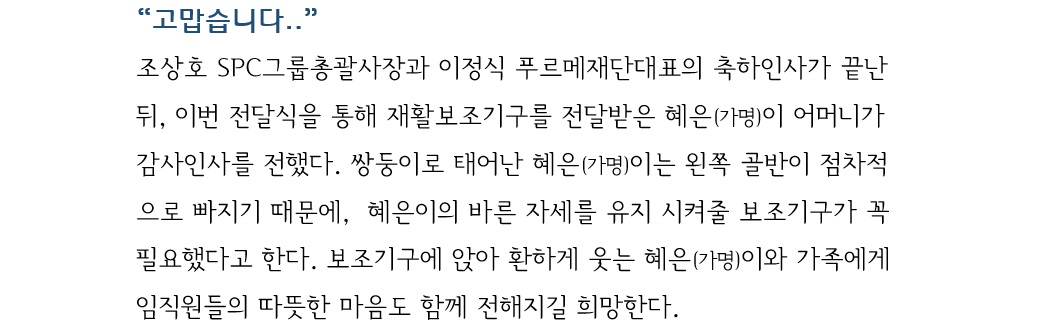 “고맙습니다..”
조상호 SPC그룹총괄사장과 이정식 푸르메재단대표의 축하인사가 끝난
뒤, 이번 전달식을 통해 재활보조기구를 전달받은 혜은(가명)이 어머니가
감사인사를 전했다. 쌍둥이로 태어난 혜은(가명)이는 왼쪽 골반이 점차적
으로 빠지기 때문에,  혜은이의 바른 자세를 유지 시켜줄 보조기구가 꼭
필요했다고 한다. 보조기구에 앉아 환하게 웃는 혜은(가명)이와 가족에게
임직원들의 따뜻한 마음도 함께 전해지길 희망한다.